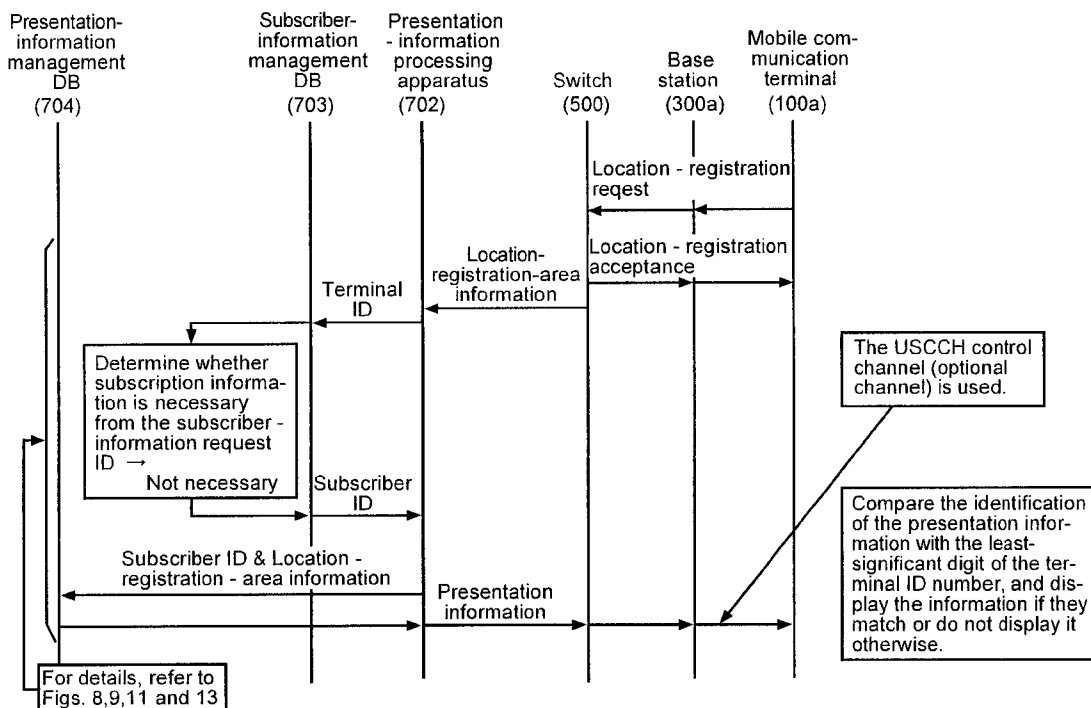 Presentation-
information
management
DB
(704)
Subscriber-
information
management
DB
(703)
Presentation
- information
processing
apparatus
(702)
Switch
(500)
Base
station
(300a)
Mobile com-
munication
terminal
(100a)
Location - registration
reqest
Location - registration
acceptance
Location-
registration-area
information
Terminal
ID
Determine whether
subscription informa-
tion is necessary
from the subscriber -
information request
ID →
Not necessary
Subscriber
ID
The USCCH control
channel (optional
channel) is used.
Subscriber ID & Location -
registration - area information
Presentation
information
Compare the identification
of the presentation infor-
mation with the least-
significant digit of the ter-
minal ID number, and dis-
play the information if they
match or do not display it
otherwise.
For details, refer to
Figs. 8,9,11 and 13